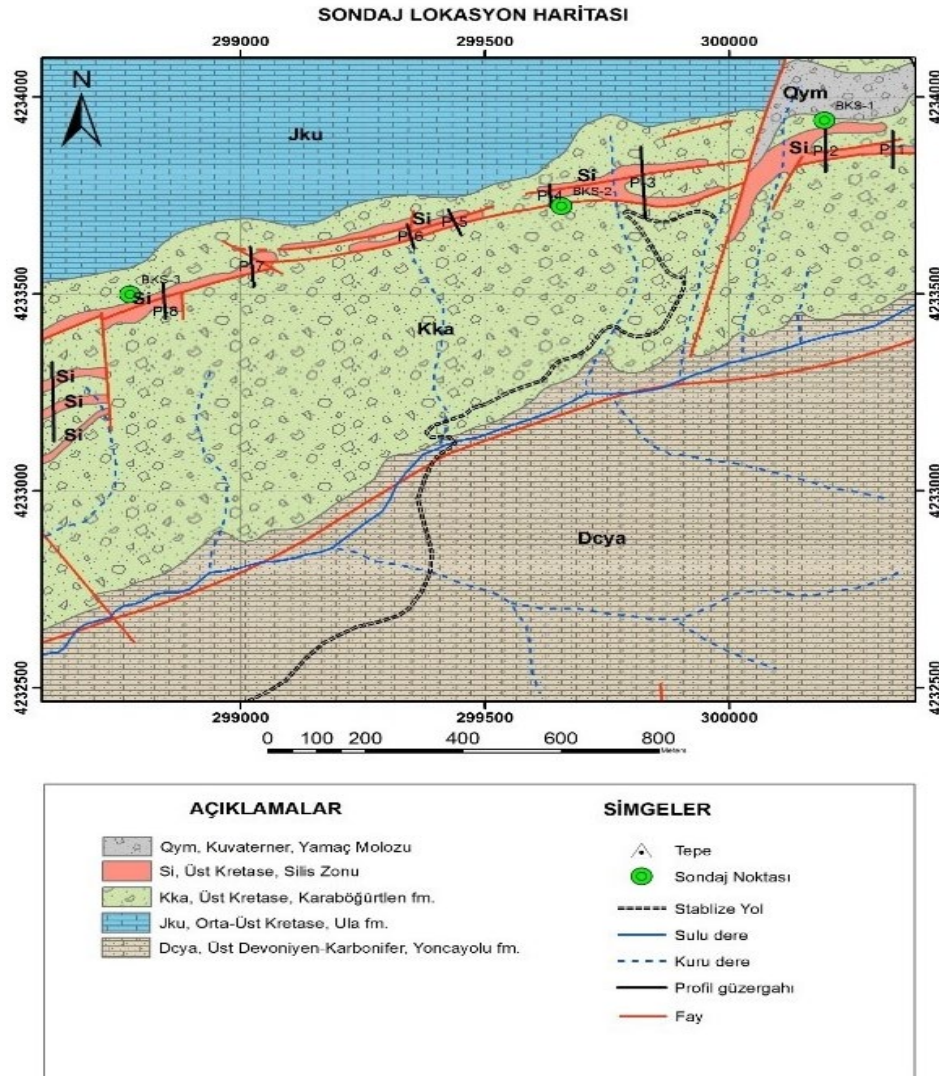 SONDAJ LOKASYON HARİTASI
299000 299500 300000
4234000 4234000
N
Qym
BKS-1
Jku
Si P-2 P-1
Si P-3
P-4 BKS-2
Si P-5
P-6
P-7
BKS-3
4233500 4233500
Si
P-8
Kka
Si
Si
Si
4233000 4233000
Dcya
4232500 4232500
299000 299500 300000
0 100 200 400 600 800
Meters
AÇIKLAMALAR
Qym, Kuvaterner, Yamaç Molozu
Si, Üst Kretase, Silis Zonu
Kka, Üst Kretase, Karaböğürtlen fm.
Jku, Orta-Üst Kretase, Ula fm.
Dcya, Üst Devoniyen-Karbonifer, Yoncayolu fm.
SİMGELER
Tepe
Sondaj Noktası
Stablize Yol
Sulu dere
Kuru dere
Profil güzergahı
Fay